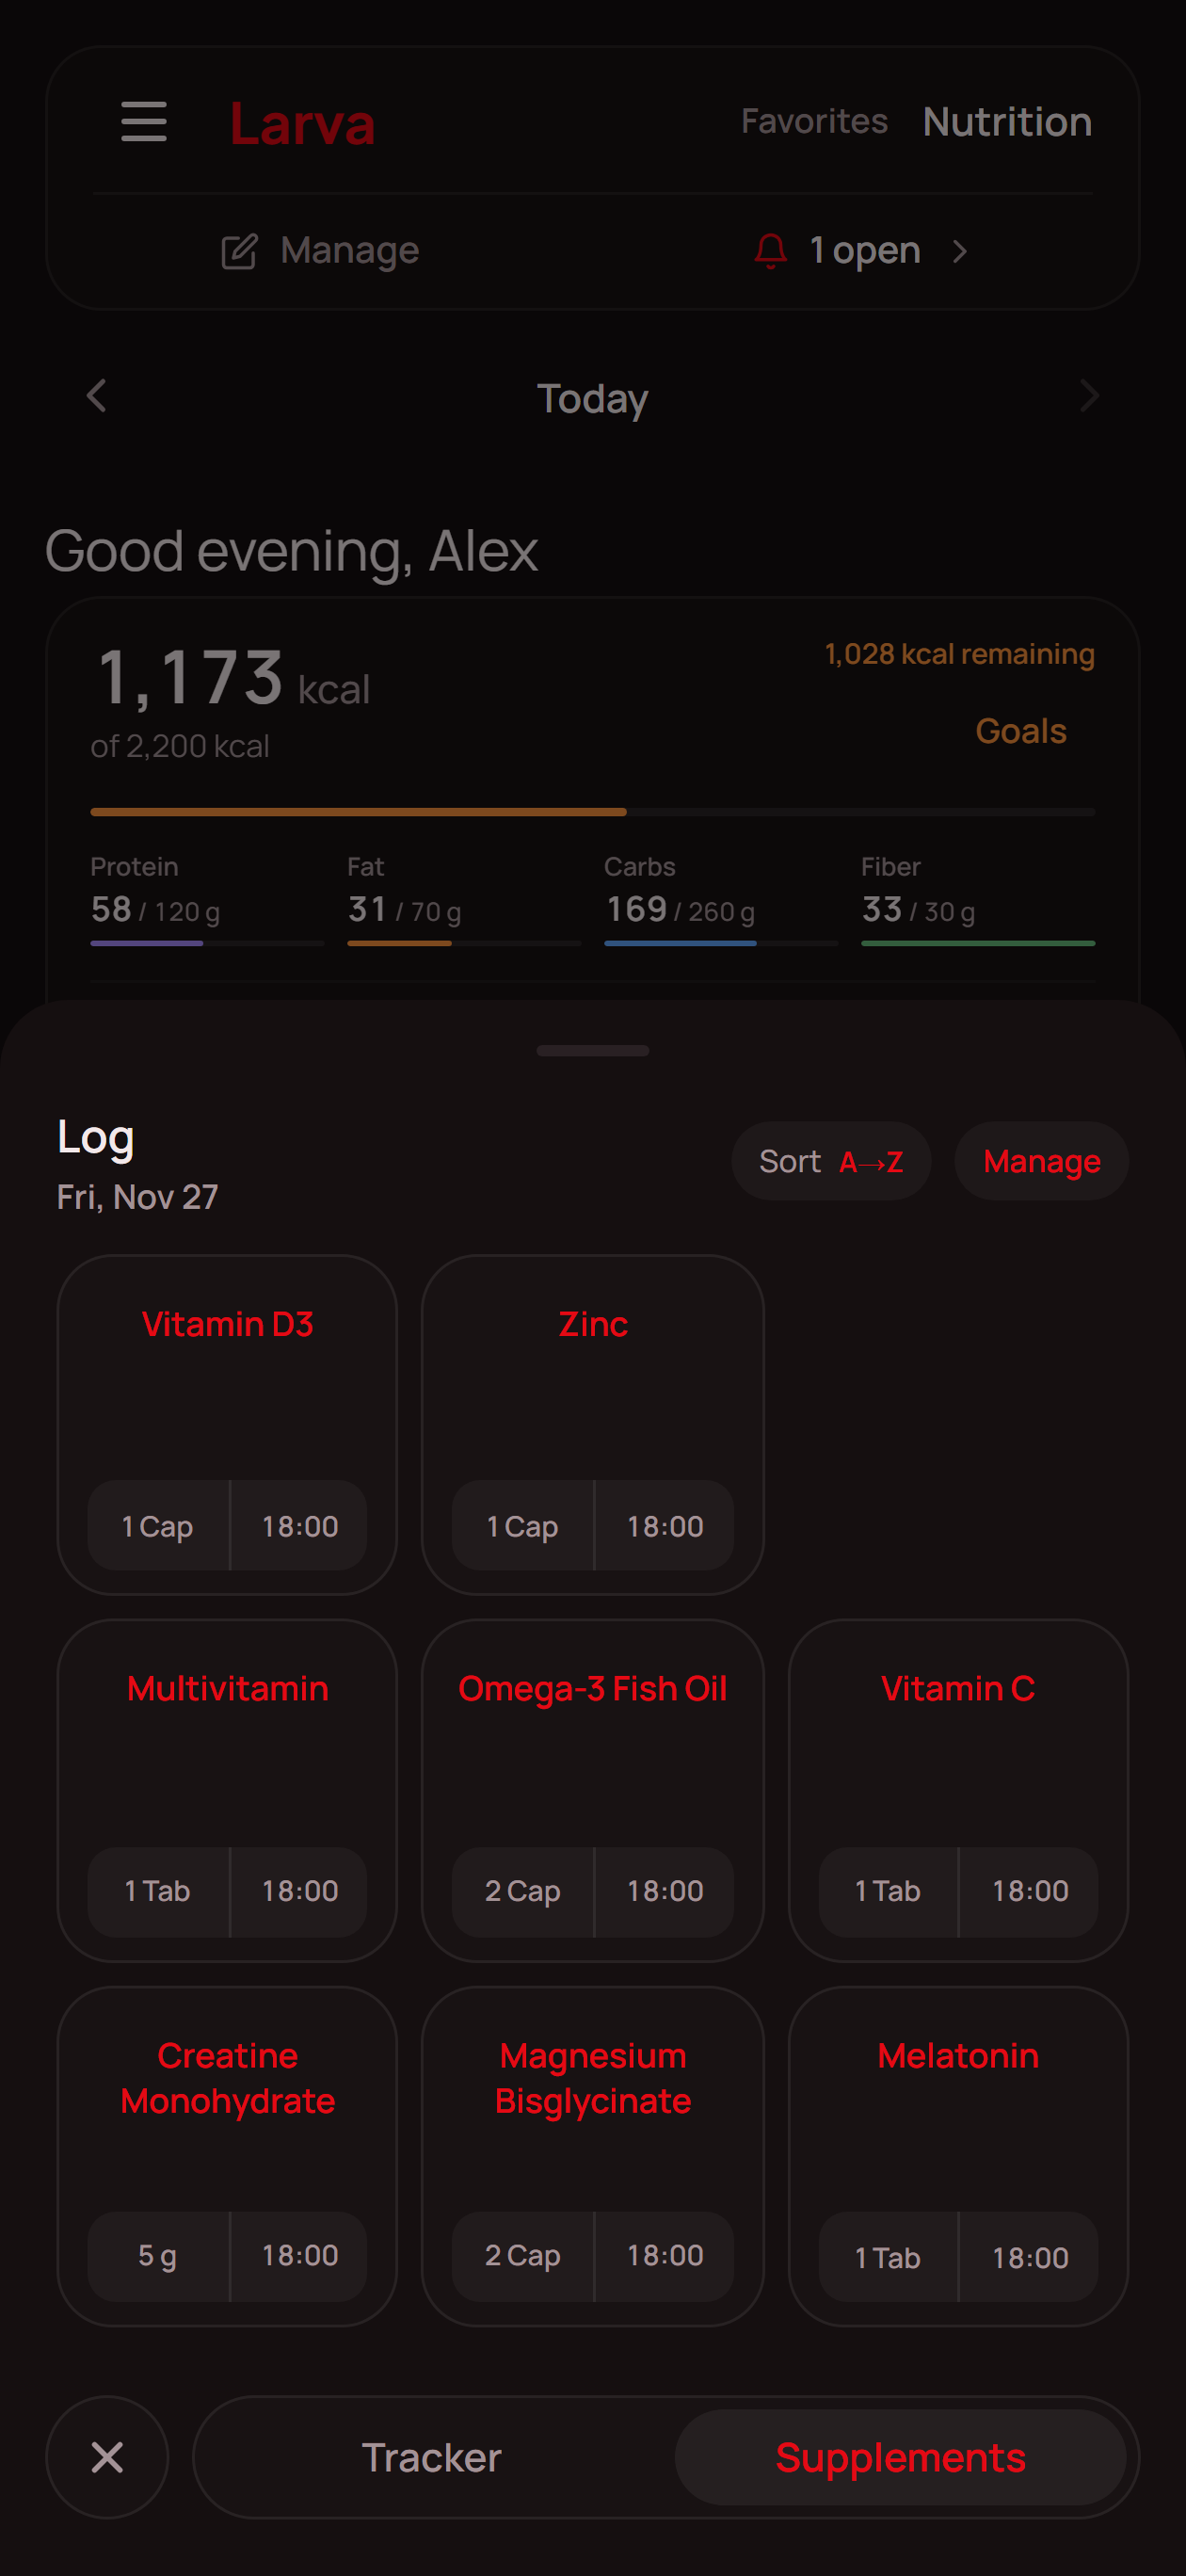 Larva
Favorites
Nutrition
Manage
1 open
Today
Good evening, Alex
1,173 kcal
1,028 kcal remaining
of 2,200 kcal
Goals
Protein
58 / 120 g
Fat
31 / 70 g
Carbs
169 / 260 g
Fiber
33 / 30 g
Log
Fri, Nov 27
Sort A→Z
Manage
Vitamin D3
1 Cap
18:00
Zinc
1 Cap
18:00
Multivitamin
1 Tab
18:00
Omega-3 Fish Oil
2 Cap
18:00
Vitamin C
1 Tab
18:00
Creatine
Monohydrate
5 g
18:00
Magnesium
Bisglycinate
2 Cap
18:00
Melatonin
1 Tab
18:00
Tracker
Supplements